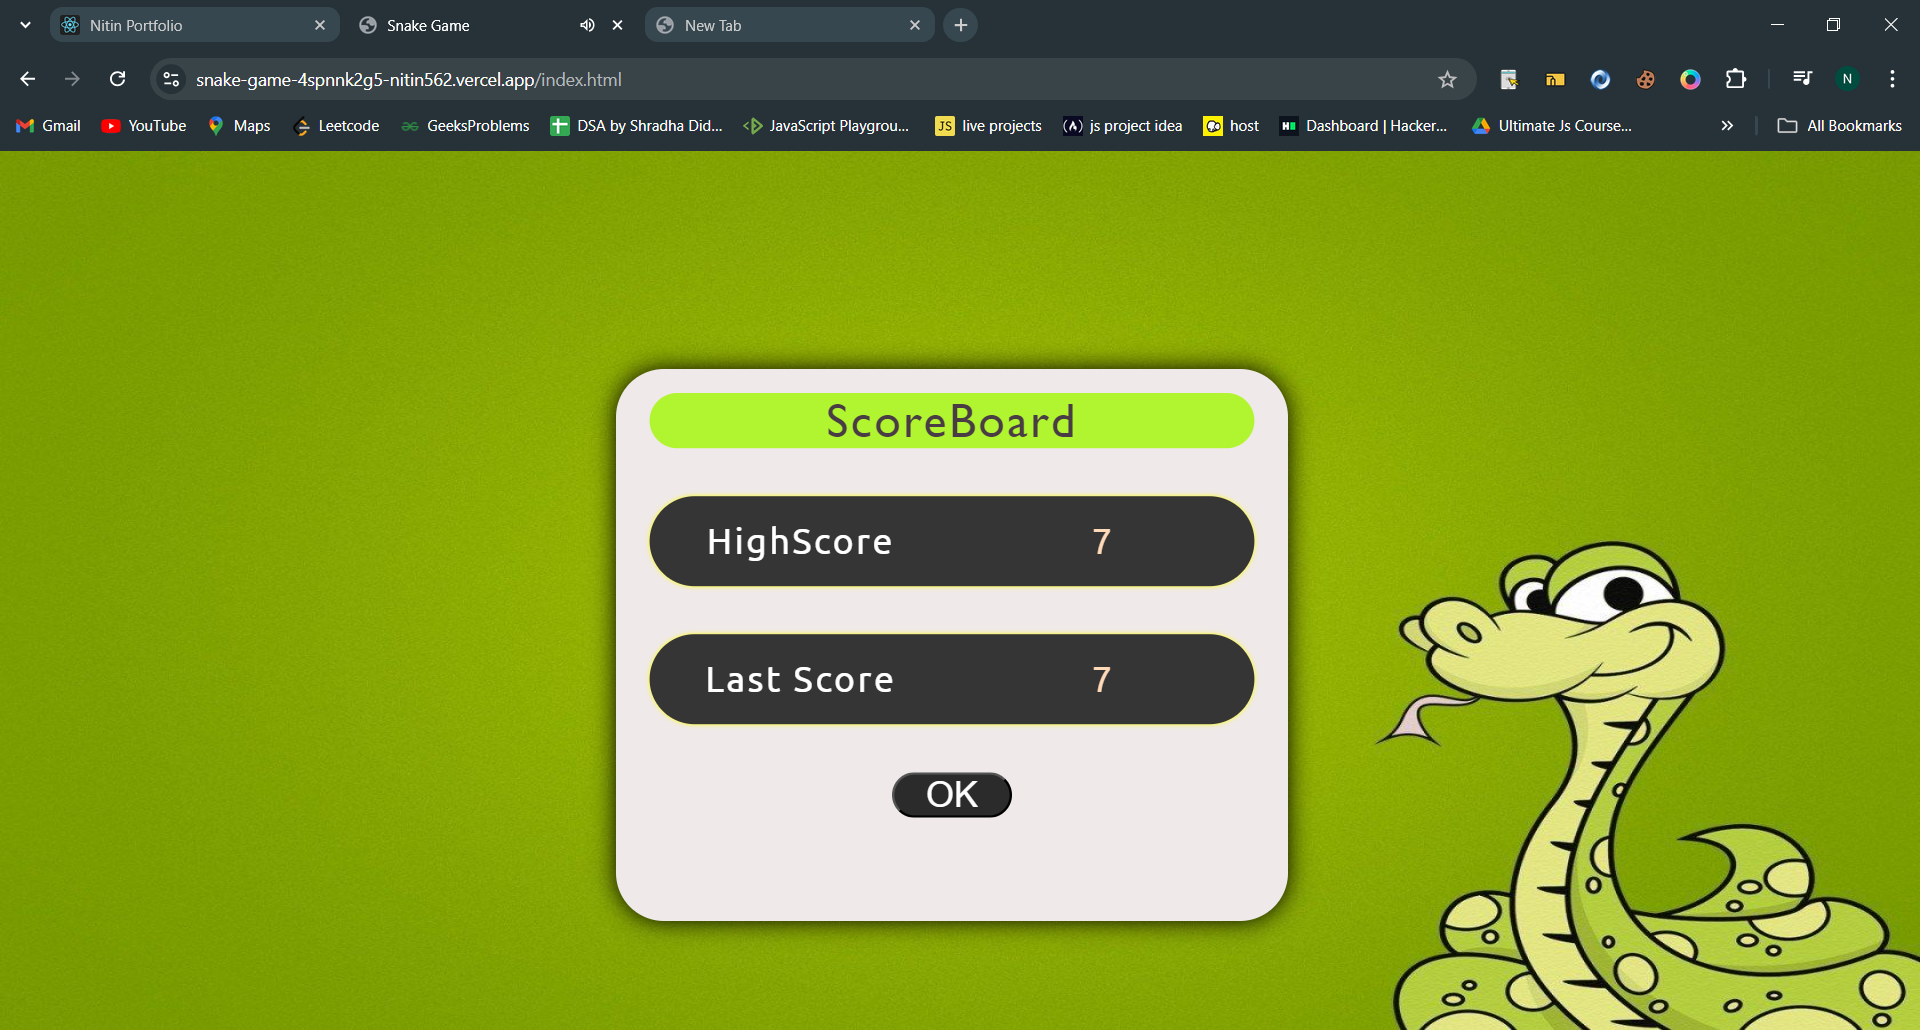 Nitin Portfolio
Snake Game
New Tab
snake-game-4spnnk2g5-nitin562.vercel.app/index.html
N
Gmail YouTube Maps Leetcode GeeksProblems DSA by Shradha Did... JavaScript Playgrou... JS live projects js project idea host Dashboard | Hacker... Ultimate Js Course... » All Bookmarks
ScoreBoard
HighScore 7
Last Score 7
OK